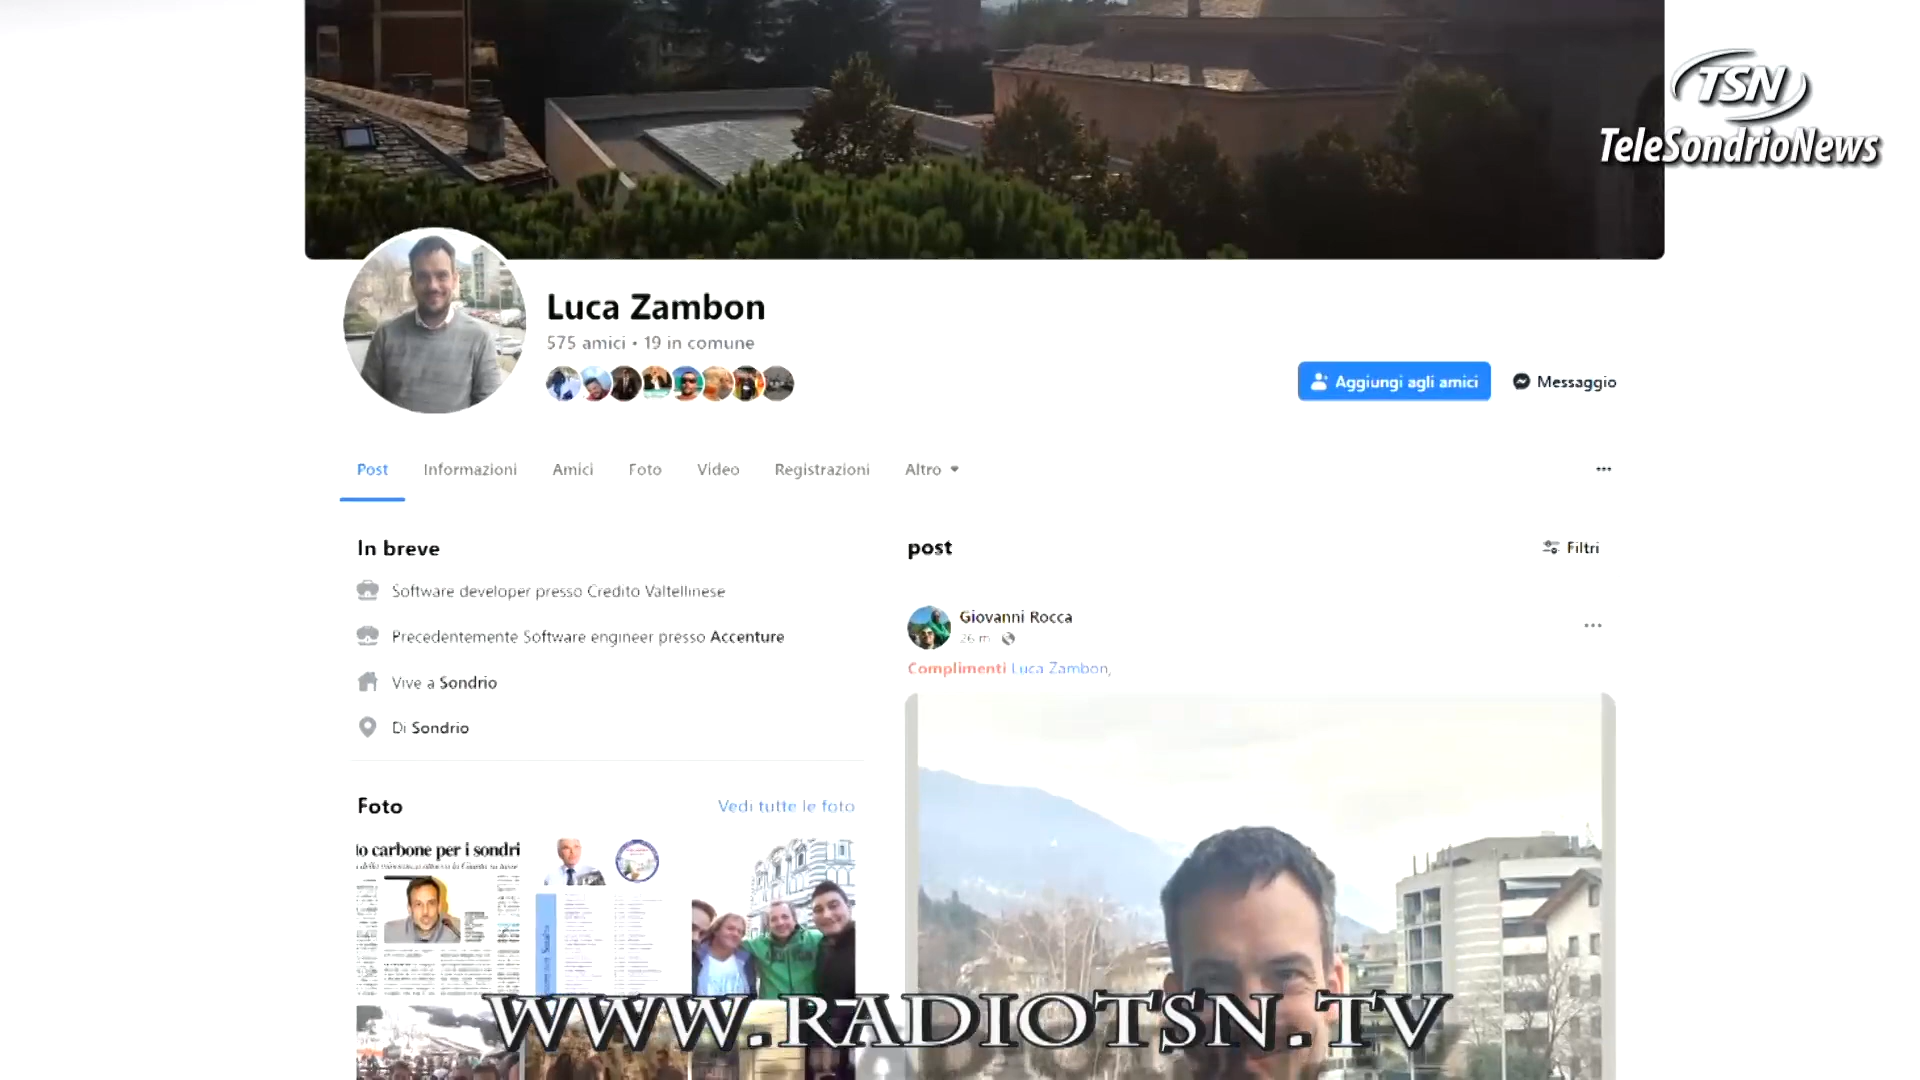 TSN
TeleSondrioNews
Luca Zambon
575 amici • 19 in comune
Aggiungi agli amici
Messaggio
Post
Informazioni
Amici
Foto
Video
Registrazioni
Altro
In breve
Software developer presso Credito Valtellinese
Precedentemente Software engineer presso Accenture
Vive a Sondrio
Di Sondrio
Foto
Vedi tutte le foto
lo carbone per i sondri
post
Filtri
Giovanni Rocca
26 m
Complimenti Luca Zambon,
WWW.RADIOTSN.TV